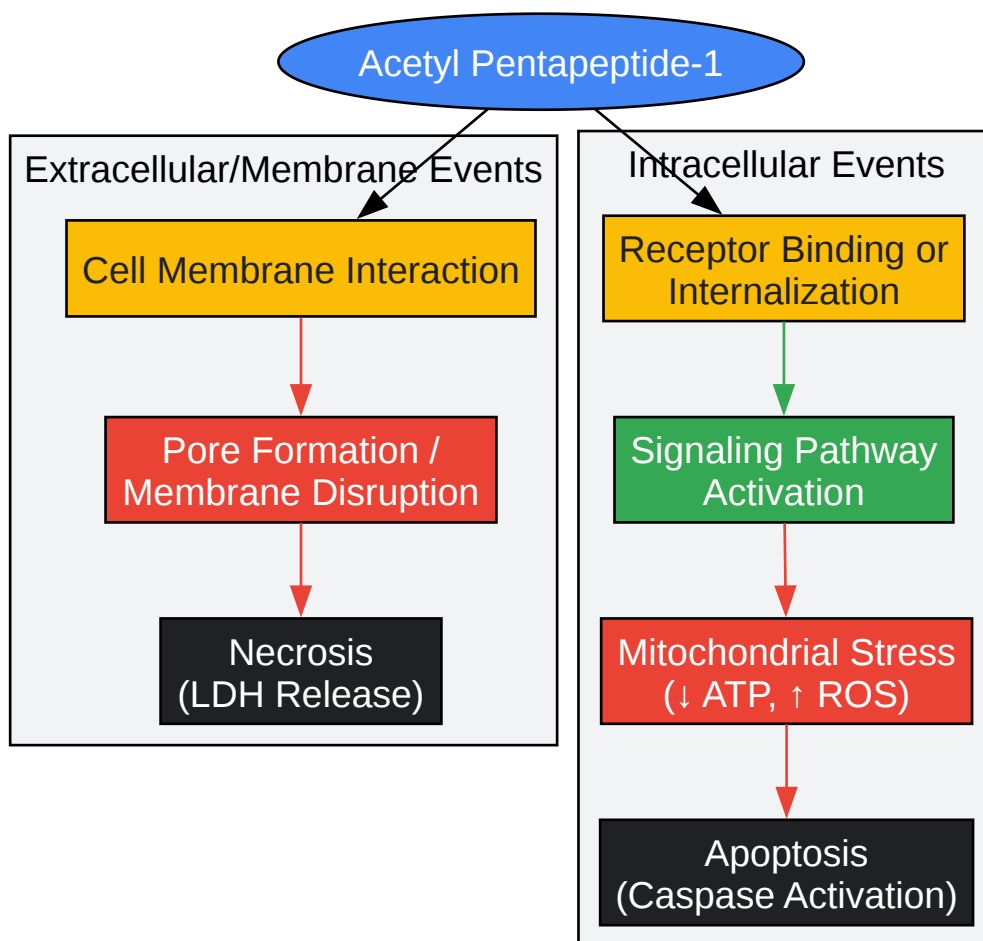 Acetyl Pentapeptide-1
Extracellular/Membrane Events
Cell Membrane Interaction
Pore Formation /
Membrane Disruption
Necrosis
(LDH Release)
Intracellular Events
Receptor Binding or
Internalization
Signaling Pathway
Activation
Mitochondrial Stress
(↓ ATP, ↑ ROS)
Apoptosis
(Caspase Activation)